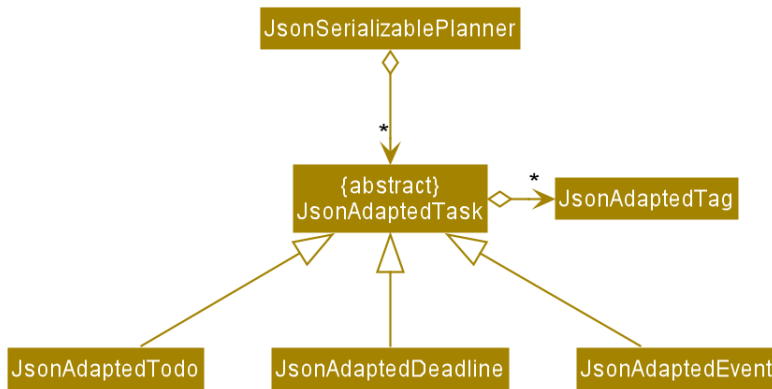 JsonSerializablePlanner
*
{abstract}
JsonAdaptedTask
*
JsonAdaptedTag
JsonAdaptedTodo
JsonAdaptedDeadline
JsonAdaptedEvent